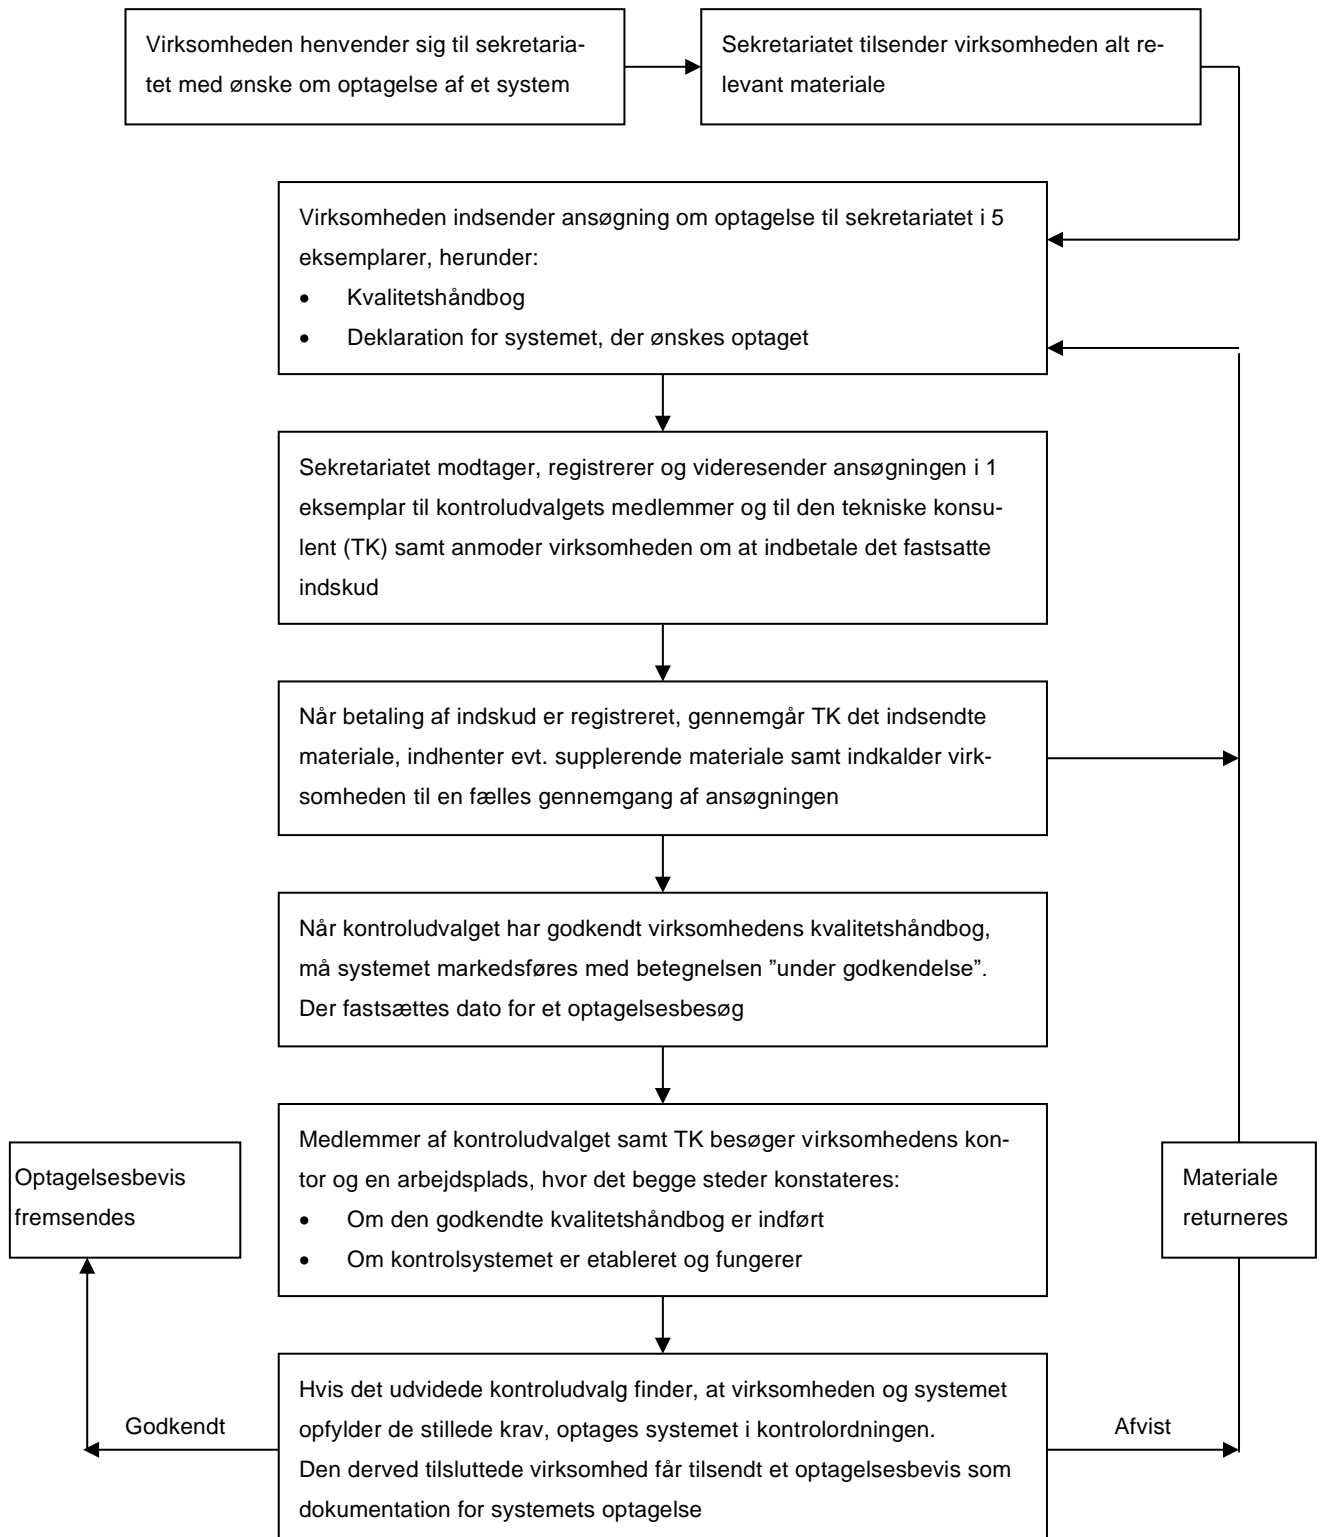 Virksomheden henvender sig til sekretaria-
tet med ønske om optagelse af et system
Sekretariatet tilsender virksomheden alt re-
levant materiale
Virksomheden indsender ansøgning om optagelse til sekretariatet i 5
eksemplarer, herunder:
• Kvalitetshåndbog
• Deklaration for systemet, der ønskes optaget
Sekretariatet modtager, registrerer og videresender ansøgningen i 1
eksemplar til kontroludvalgets medlemmer og til den tekniske konsu-
lent (TK) samt anmoder virksomheden om at indbetale det fastsatte
indskud
Når betaling af indskud er registreret, gennemgår TK det indsendte
materiale, indhenter evt. supplerende materiale samt indkalder virk-
somheden til en fælles gennemgang af ansøgningen
Når kontroludvalget har godkendt virksomhedens kvalitetshåndbog,
må systemet markedsføres med betegnelsen ”under godkendelse”.
Der fastsættes dato for et optagelsesbesøg
Medlemmer af kontroludvalget samt TK besøger virksomhedens kon-
tor og en arbejdsplads, hvor det begge steder konstateres:
• Om den godkendte kvalitetshåndbog er indført
• Om kontrolsystemet er etableret og fungerer
Optagelsesbevis
fremsendes
Materiale
returneres
Hvis det udvidede kontroludvalg finder, at virksomheden og systemet
opfylder de stillede krav, optages systemet i kontrolordningen.
Den derved tilsluttede virksomhed får tilsendt et optagelsesbevis som
dokumentation for systemets optagelse
Godkendt
Afvist